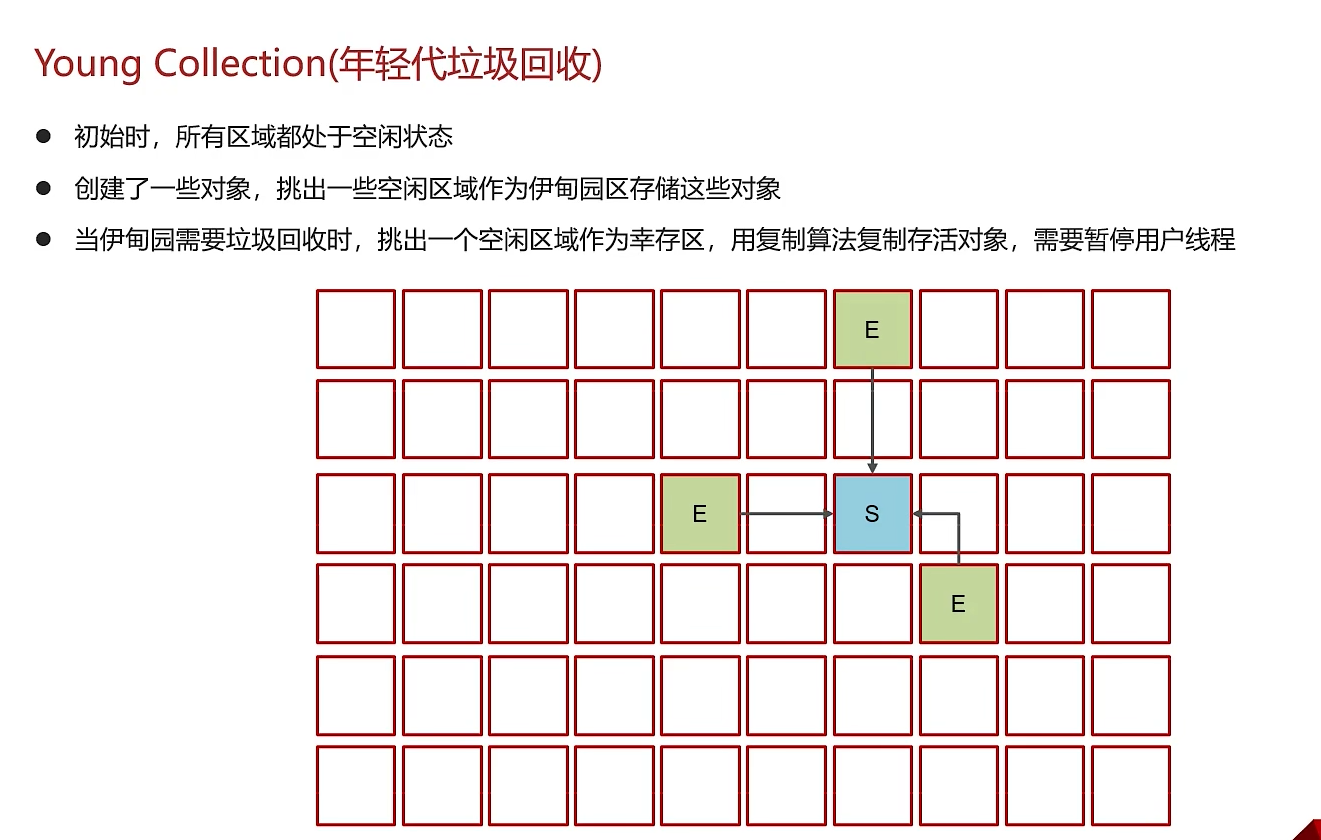 Young Collection(年轻代垃圾回收)
● 初始时，所有区域都处于空闲状态
● 创建了一些对象，挑出一些空闲区域作为伊甸园区存储这些对象
● 当伊甸园需要垃圾回收时，挑出一个空闲区域作为幸存区，用复制算法复制存活对象，需要暂停用户线程
E
E
S
E